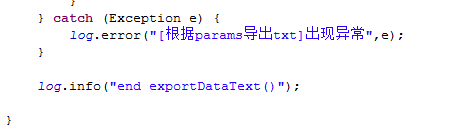 }
} catch (Exception e) {
log.error("[根据params导出txt]出现异常",e);
}
log.info("end exportDataText()");
}